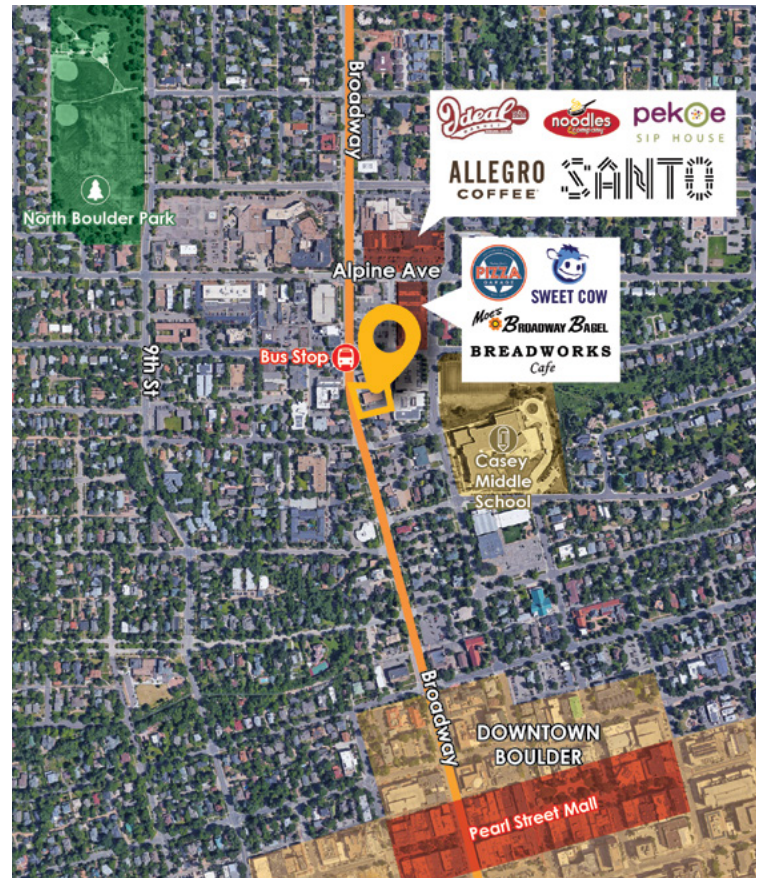 Broadway
Ideal
MARKET
noodles
& company
pekoe
SIP HOUSE
ALLEGRO
COFFEE
SANTO
North Boulder Park
Alpine Ave
PIZZA
GARAGE
SWEET COW
Moe's
BROADWAY BAGEL
BREADWORKS
Cafe
Bus Stop
9th St
Casey
Middle
School
Broadway
DOWNTOWN
BOULDER
Pearl Street Mall